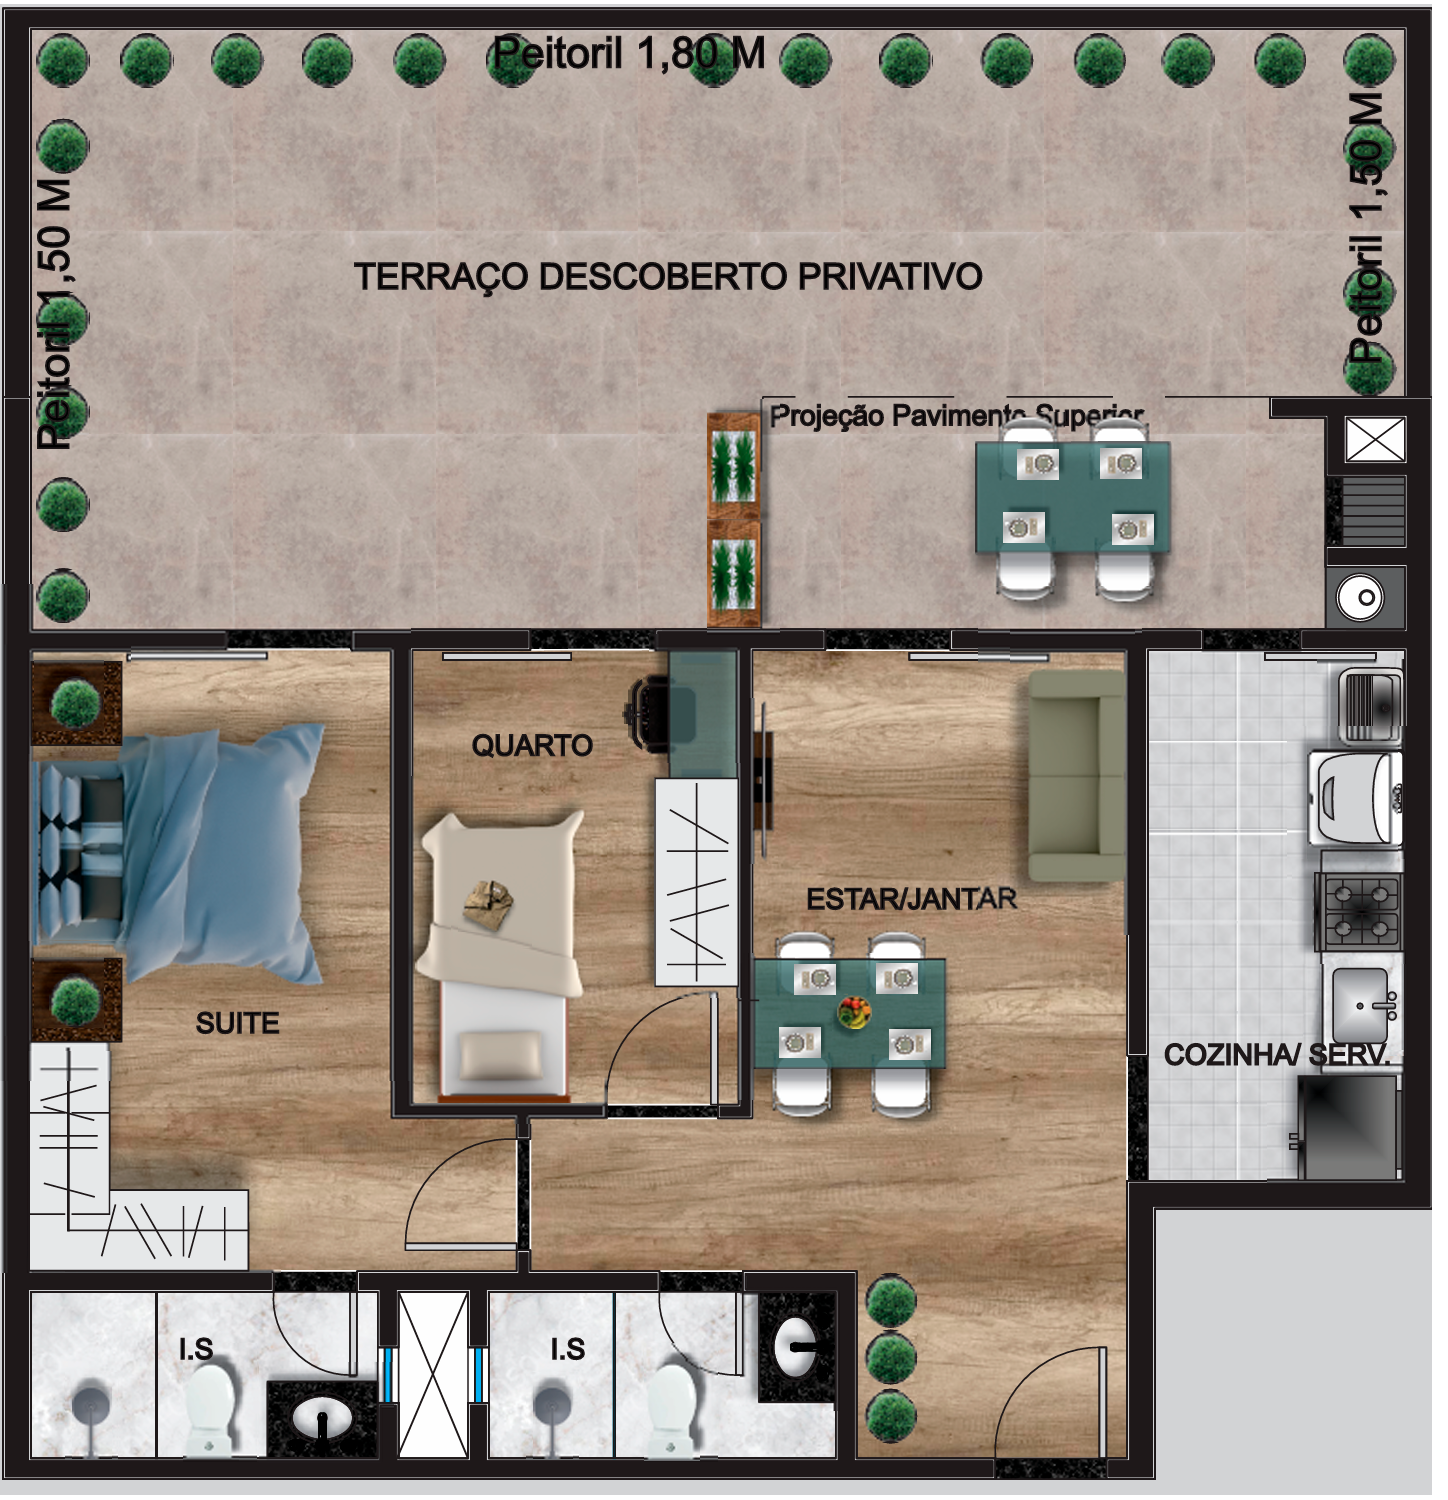 Peitoril 1,80 M
Peitoril 1,50 M
Peitoril 1,50 M
TERRAÇO DESCOBERTO PRIVATIVO
Projeção Pavimento Superior
QUARTO
ESTAR/JANTAR
SUITE
COZINHA/ SERV.
I.S
I.S